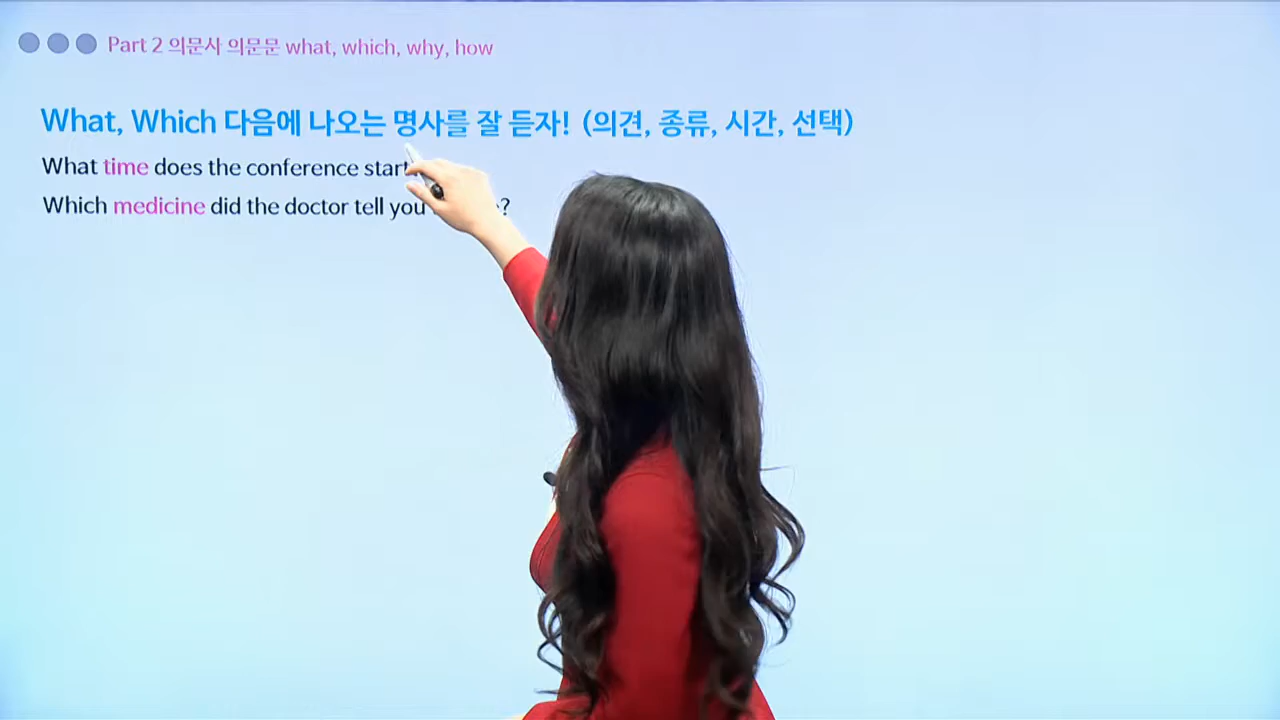 Part 2 의문사 의문문 what, which, why, how
What, Which 다음에 나오는 명사를 잘 듣자! (의견, 종류, 시간, 선택)
What time does the conference start
Which medicine did the doctor tell you ?